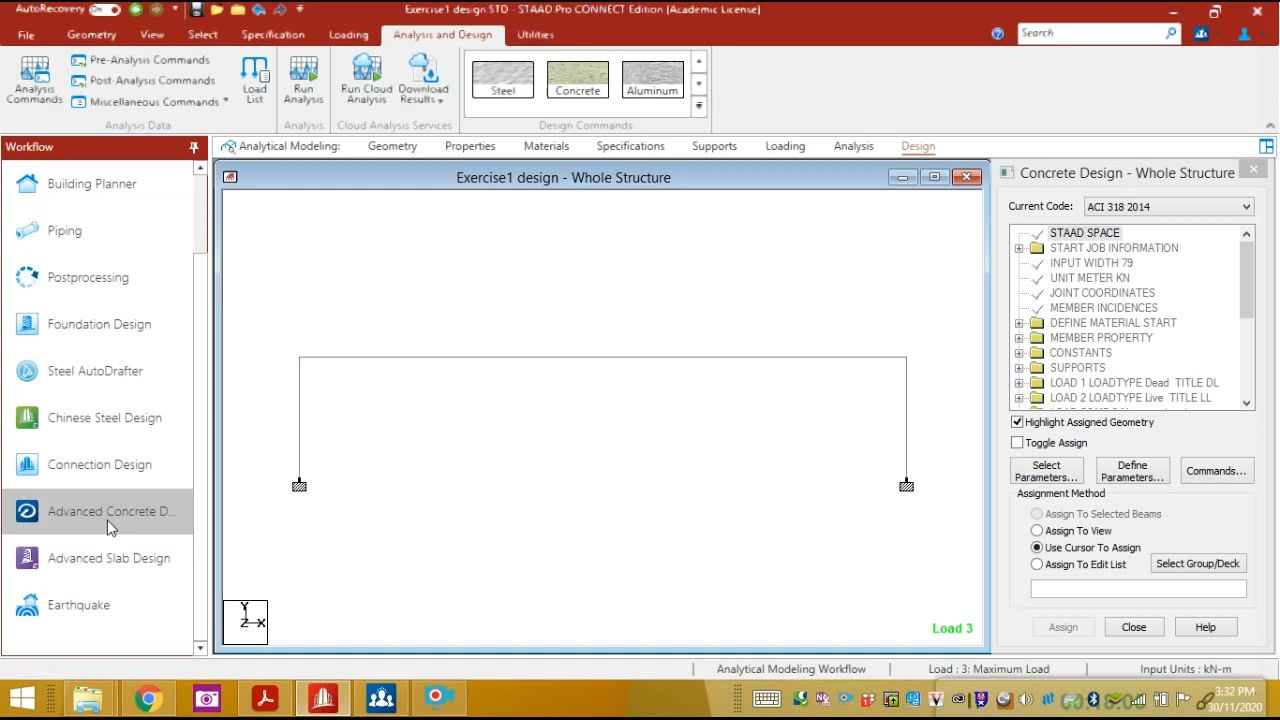 AutoRecovery On
Exercise1 design.STD - STAAD Pro CONNECT Edition (Academic License)
File Geometry View Select Specification Loading Analysis and Design Utilities
Search
Analysis Commands
Pre-Analysis Commands
Post-Analysis Commands
Miscellaneous Commands
Load List
Analysis Data
Run Analysis
Analysis
Run Cloud Analysis
Download Results
Cloud Analysis Services
Steel
Concrete
Aluminum
Design Commands
Workflow
Analytical Modeling: Geometry Properties Materials Specifications Supports Loading Analysis Design
Building Planner
Piping
Postprocessing
Foundation Design
Steel AutoDrafter
Chinese Steel Design
Connection Design
Advanced Concrete D...
Advanced Slab Design
Earthquake
Exercise1 design - Whole Structure
Y
Z X
Load 3
Concrete Design - Whole Structure
Current Code: ACI 318 2014
STAAD SPACE
START JOB INFORMATION
INPUT WIDTH 79
UNIT METER KN
JOINT COORDINATES
MEMBER INCIDENCES
DEFINE MATERIAL START
MEMBER PROPERTY
CONSTANTS
SUPPORTS
LOAD 1 LOADTYPE Dead TITLE DL
LOAD 2 LOADTYPE Live TITLE LL
Highlight Assigned Geometry
Toggle Assign
Select Parameters...
Define Parameters...
Commands...
Assignment Method
Assign To Selected Beams
Assign To View
Use Cursor To Assign
Assign To Edit List
Select Group/Deck
Assign Close Help
Analytical Modeling Workflow
Load : 3: Maximum Load
Input Units : kN-m
3:32 PM
30/11/2020